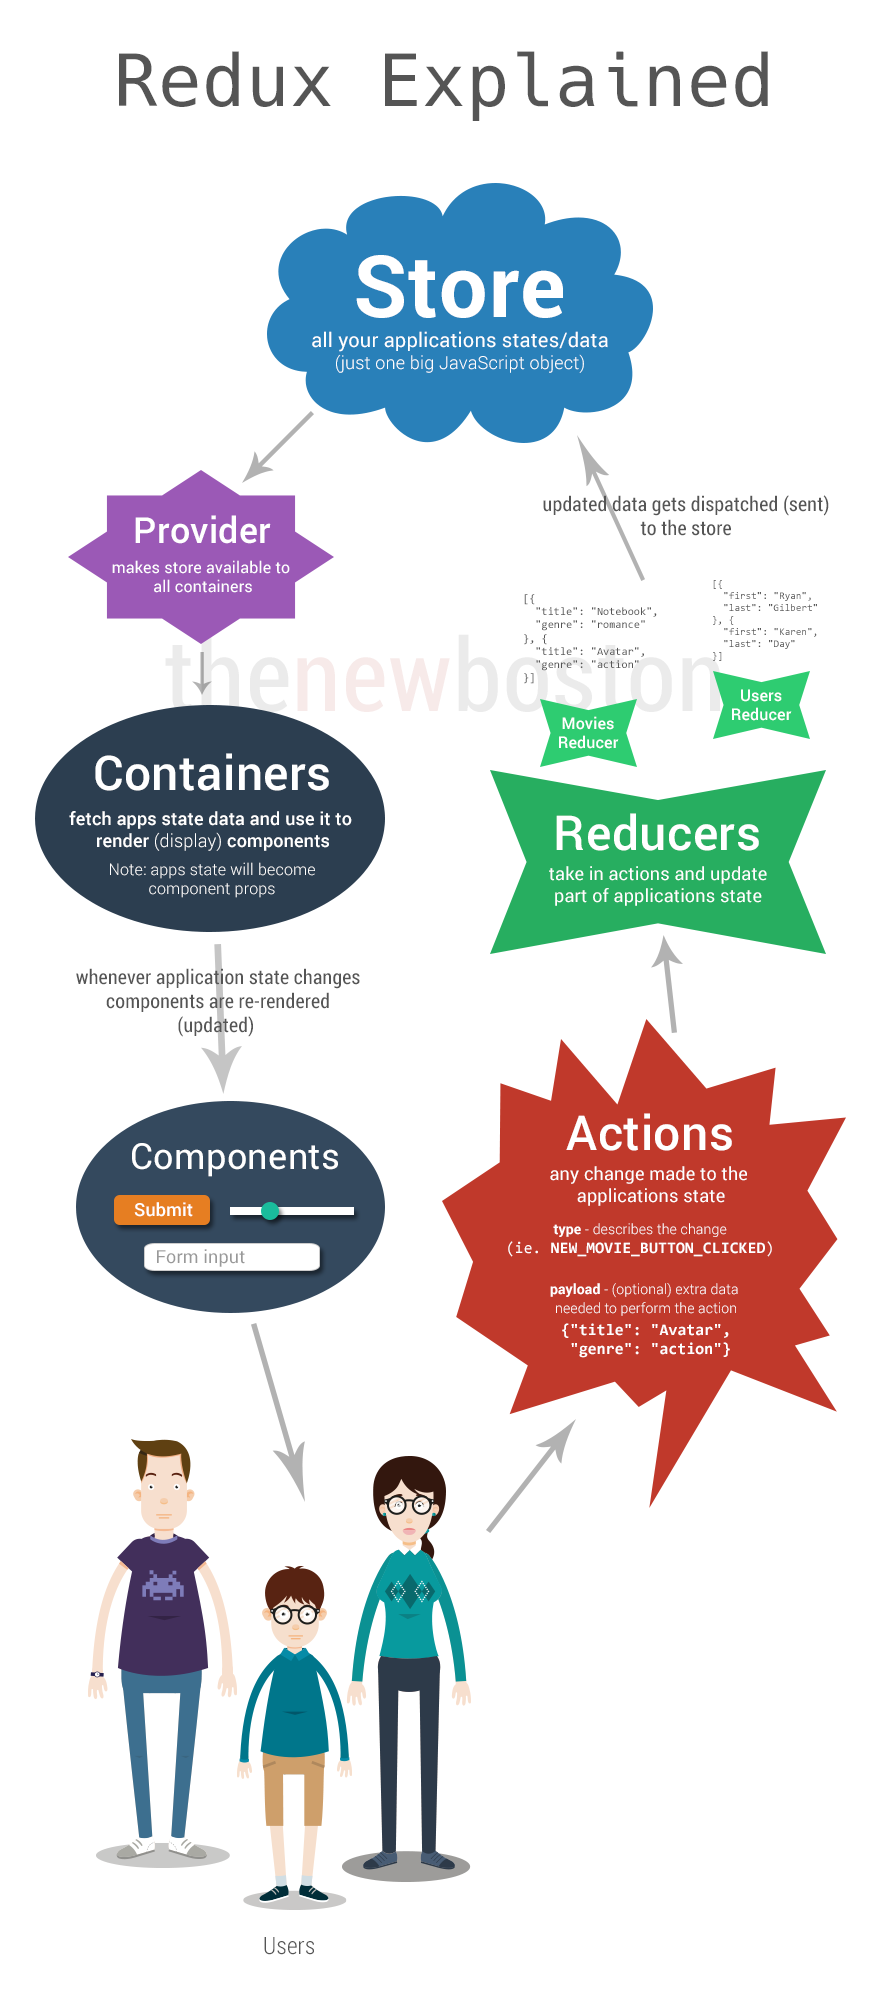 Redux Explained
Store
all your applications states/data
(just one big JavaScript object)
Provider
makes store available to
all containers
Containers
fetch apps state data and use it to
render (display) components
Note: apps state will become
component props
whenever application state changes
components are re-rendered
(updated)
Components
Submit
Form input
Users
Actions
any change made to the
applications state
type - describes the change
(ie. NEW_MOVIE_BUTTON_CLICKED)
payload - (optional) extra data
needed to perform the action
{"title": "Avatar",
"genre": "action"}
Reducers
take in actions and update
part of applications state
Movies
Reducer
Users
Reducer
[{
"title": "Notebook",
"genre": "romance"
}, {
"title": "Avatar",
"genre": "action"
}]
[{
"first": "Ryan",
"last": "Gilbert"
}, {
"first": "Karen",
"last": "Day"
}]
updated data gets dispatched (sent)
to the store
thenewboston